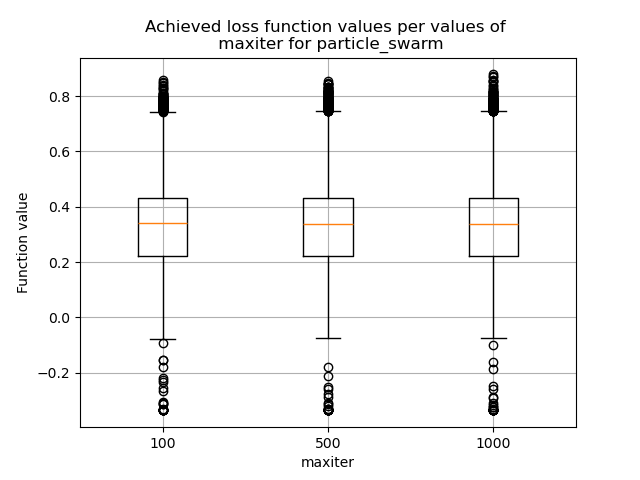 Achieved loss function values per values of
maxiter for particle_swarm
Function value
0.8
0.6
0.4
0.2
0.0
−0.2
100
500
1000
maxiter